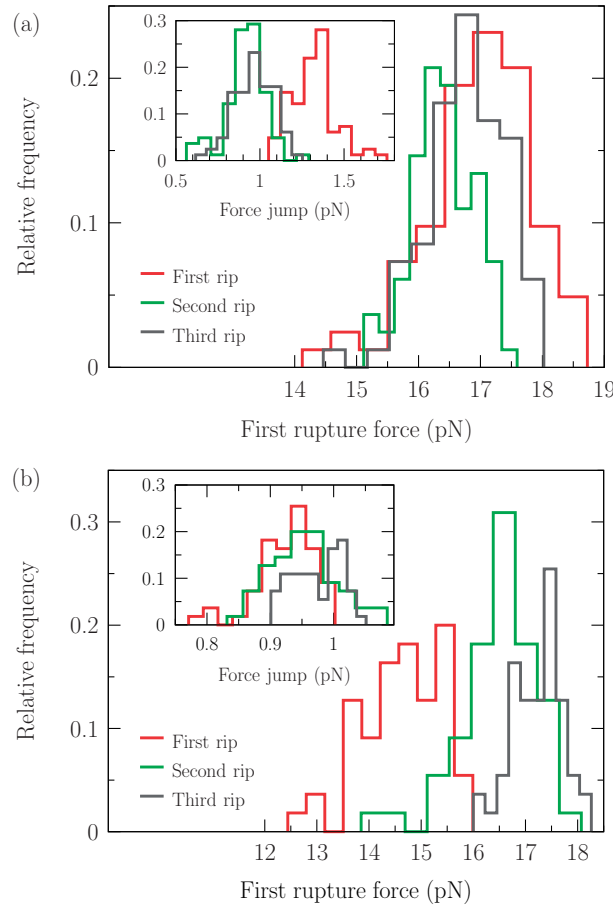 (a)
Relative frequency
0.3
0.2
0.1
0
0.3
0.2
0.1
0
0.5 1 1.5
Force jump (pN)
First rip
Second rip
Third rip
14 15 16 17 18 19
First rupture force (pN)
(b)
Relative frequency
0.3
0.2
0.1
0
0.3
0.2
0.1
0
0.8 0.9 1
Force jump (pN)
First rip
Second rip
Third rip
12 13 14 15 16 17 18
First rupture force (pN)